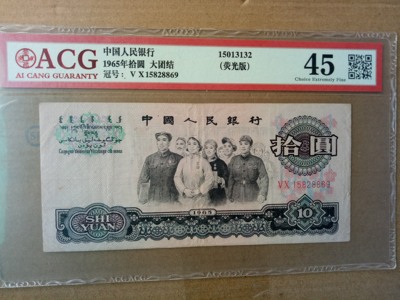 ACG
AI CANG GUARANTY
中国人民银行
1965年拾圆 大团结
冠号: V X 15828869
15013132
(荧光版)
45
Choice Extremely Fine
中国人民银行
拾圓
VX 15828869
1965
SHI
YUAN
10